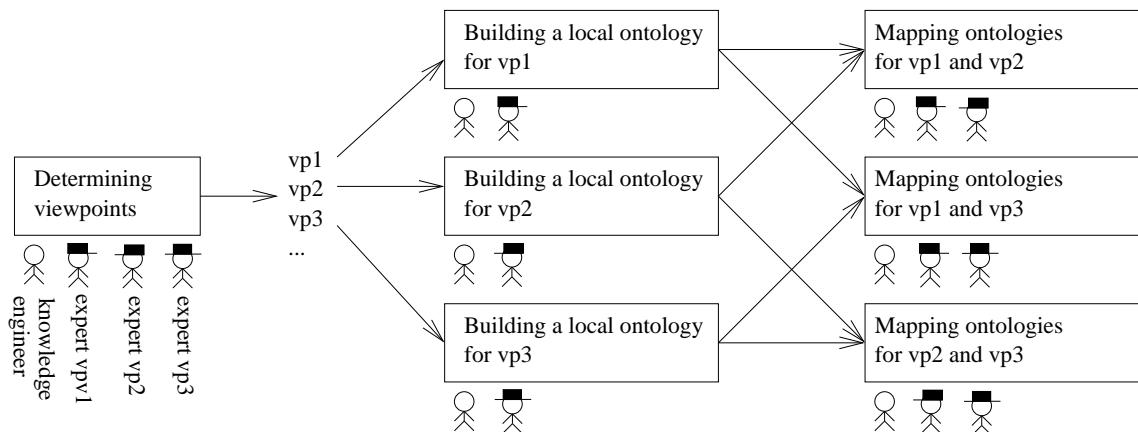 Determining
viewpoints
knowledge
engineer
expert vpv1
expert vp2
expert vp3
vp1
vp2
vp3
...
Building a local ontology
for vp1
Building a local ontology
for vp2
Building a local ontology
for vp3
Mapping ontologies
for vp1 and vp2
Mapping ontologies
for vp1 and vp3
Mapping ontologies
for vp2 and vp3